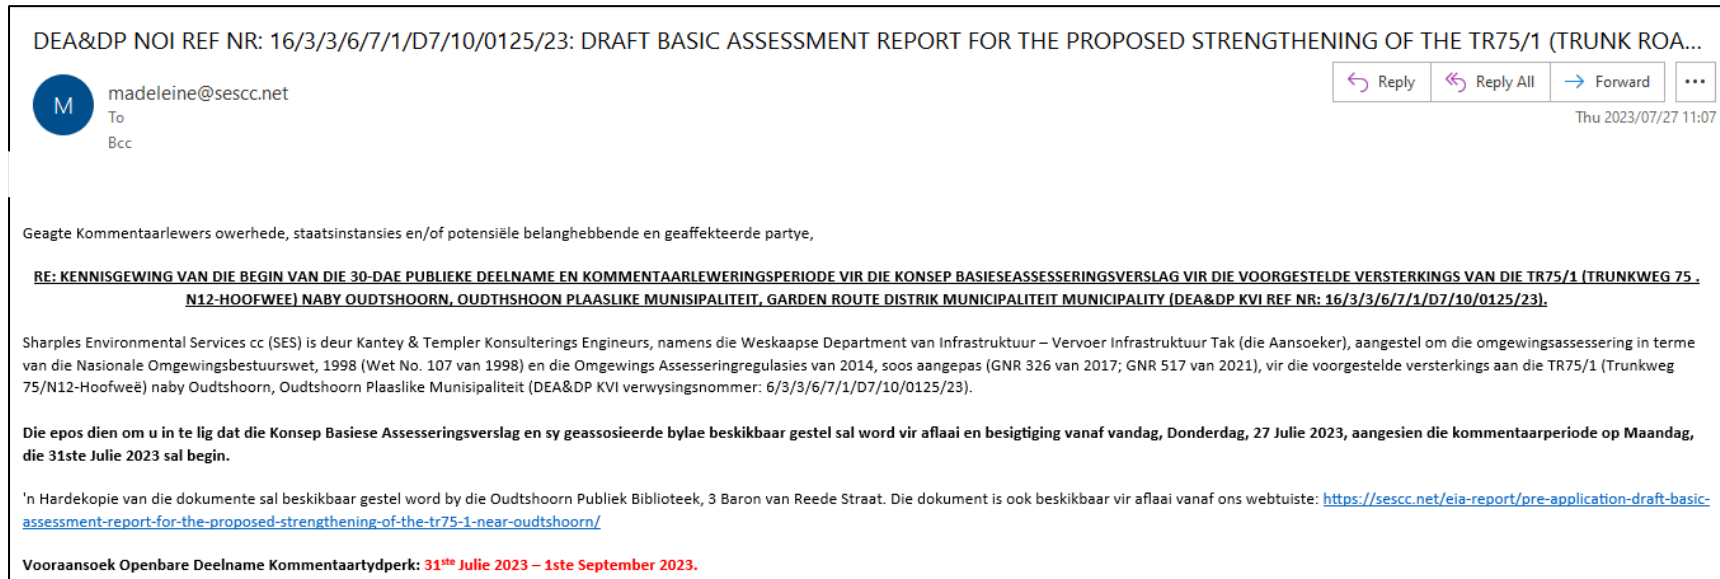 DEA&DP NOI REF NR: 16/3/3/6/7/1/D7/10/0125/23: DRAFT BASIC ASSESSMENT REPORT FOR THE PROPOSED STRENGTHENING OF THE TR75/1 (TRUNK ROA...
M
madeleine@sescc.net
To
Bcc
Reply
Reply All
Forward
...
Thu 2023/07/27 11:07
Geagte Kommentaarlewers owerhede, staatsinstansies en/of potensiële belanghebbende en geaffekteerde partye,
RE: KENNISGEWING VAN DIE BEGIN VAN DIE 30-DAE PUBLIEKE DEELNAME EN KOMMENTAARLEWERINGSPERIODE VIR DIE KONSEP BASIESEASSESSERINGSVERSLAG VIR DIE VOORGESTELDE VERSTERKINGS VAN DIE TR75/1 (TRUNKWEG 75 .
N12-HOOFWEE) NABY OUDTSHOORN, OUDTHSHOON PLAASLIKE MUNISIPALITEIT, GARDEN ROUTE DISTRIK MUNICIPALITEIT MUNICIPALITY (DEA&DP KVI REF NR: 16/3/3/6/7/1/D7/10/0125/23).
Sharples Environmental Services cc (SES) is deur Kantey & Templer Konsulterings Engineurs, namens die Weskaapse Department van Infrastruktuur – Vervoer Infrastruktuur Tak (die Aansoeker), aangestel om die omgewingsassessering in terme
van die Nasionale Omgewingsbestuurswet, 1998 (Wet No. 107 van 1998) en die Omgewings Assesseringregulasies van 2014, soos aangepas (GNR 326 van 2017; GNR 517 van 2021), vir die voorgestelde versterkings aan die TR75/1 (Trunkweg
75/N12-Hoofweë) naby Oudtshoorn, Oudtshoorn Plaaslike Munisipaliteit (DEA&DP KVI verwysingsnommer: 6/3/3/6/7/1/D7/10/0125/23).
Die epos dien om u in te lig dat die Konsep Basiese Assesseringsverslag en sy geassosieerde bylae beskikbaar gestel sal word vir aflaai en besigtiging vanaf vandag, Donderdag, 27 Julie 2023, aangesien die kommentaarperiode op Maandag,
die 31ste Julie 2023 sal begin.
'n Hardekopie van die dokumente sal beskikbaar gestel word by die Oudtshoorn Publiek Biblioteek, 3 Baron van Reede Straat. Die dokument is ook beskikbaar vir aflaai vanaf ons webtuiste: https://sescc.net/eia-report/pre-application-draft-basic-
assessment-report-for-the-proposed-strengthening-of-the-tr75-1-near-oudtshoorn/
Vooraansoek Openbare Deelname Kommentaartydperk: 31ste Julie 2023 – 1ste September 2023.